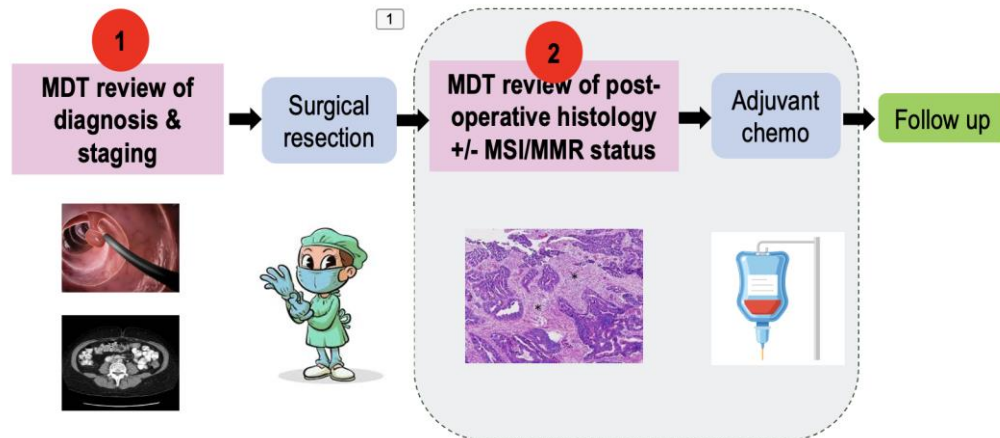 1
1
2
MDT review of
diagnosis &
staging
Surgical
resection
MDT review of post-
operative histology
+/- MSI/MMR status
Adjuvant
chemo
Follow up